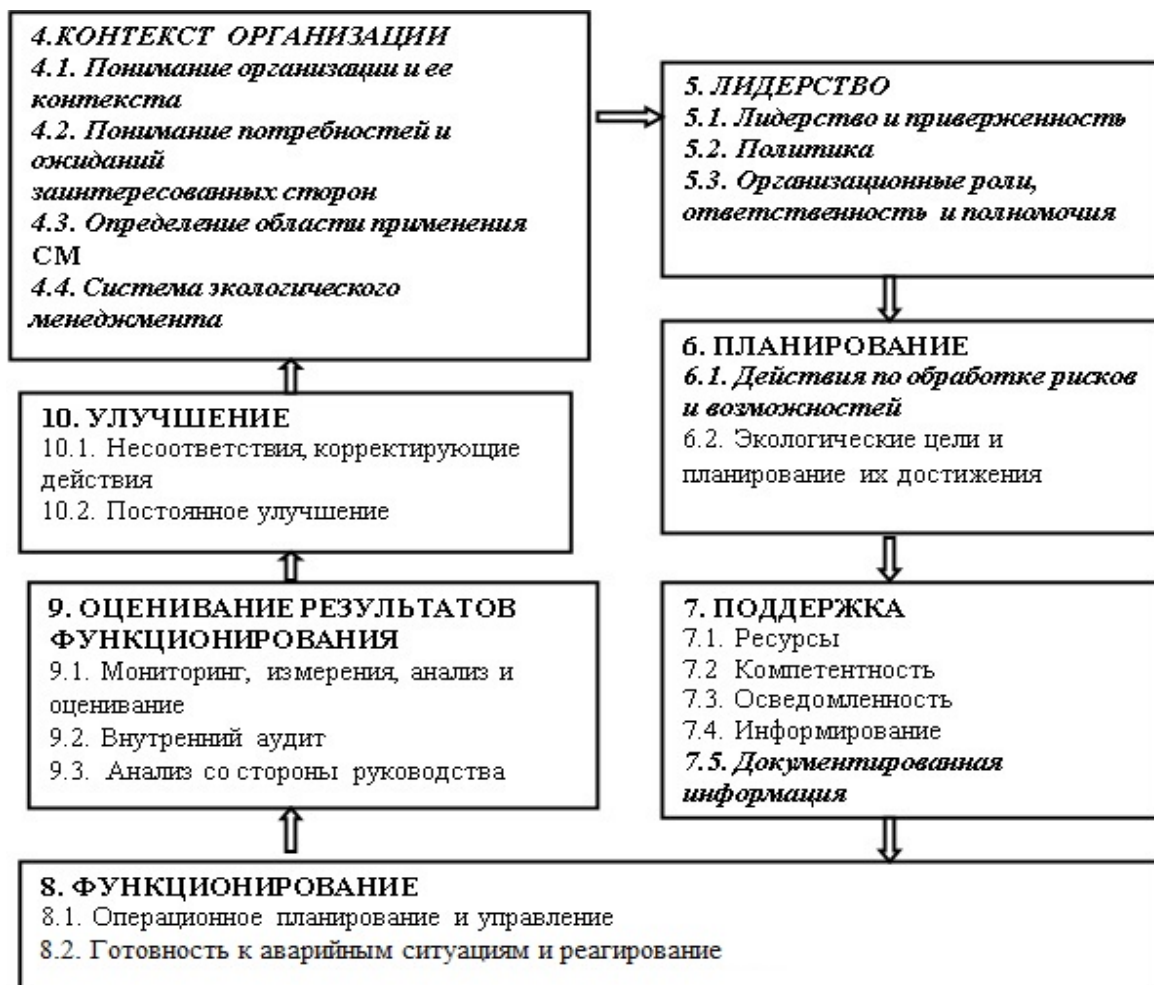 4.КОНТЕКСТ ОРГАНИЗАЦИИ
4.1. Понимание организации и ее
контекста
4.2. Понимание потребностей и
ожиданий
заинтересованных сторон
4.3. Определение области применения
СМ
4.4. Система экологического
менеджмента
5. ЛИДЕРСТВО
5.1. Лидерство и приверженность
5.2. Политика
5.3. Организационные роли,
ответственность и полномочия
6. ПЛАНИРОВАНИЕ
6.1. Действия по обработке рисков
и возможностей
6.2. Экологические цели и
планирование их достижения
10. УЛУЧШЕНИЕ
10.1. Несоответствия, корректирующие
действия
10.2. Постоянное улучшение
9. ОЦЕНИВАНИЕ РЕЗУЛЬТАТОВ
ФУНКЦИОНИРОВАНИЯ
9.1. Мониторинг, измерения, анализ и
оценивание
9.2. Внутренний аудит
9.3. Анализ со стороны руководства
7. ПОДДЕРЖКА
7.1. Ресурсы
7.2 Компетентность
7.3. Осведомленность
7.4. Информирование
7.5. Документированная
информация
8. ФУНКЦИОНИРОВАНИЕ
8.1. Операционное планирование и управление
8.2. Готовность к аварийным ситуациям и реагирование